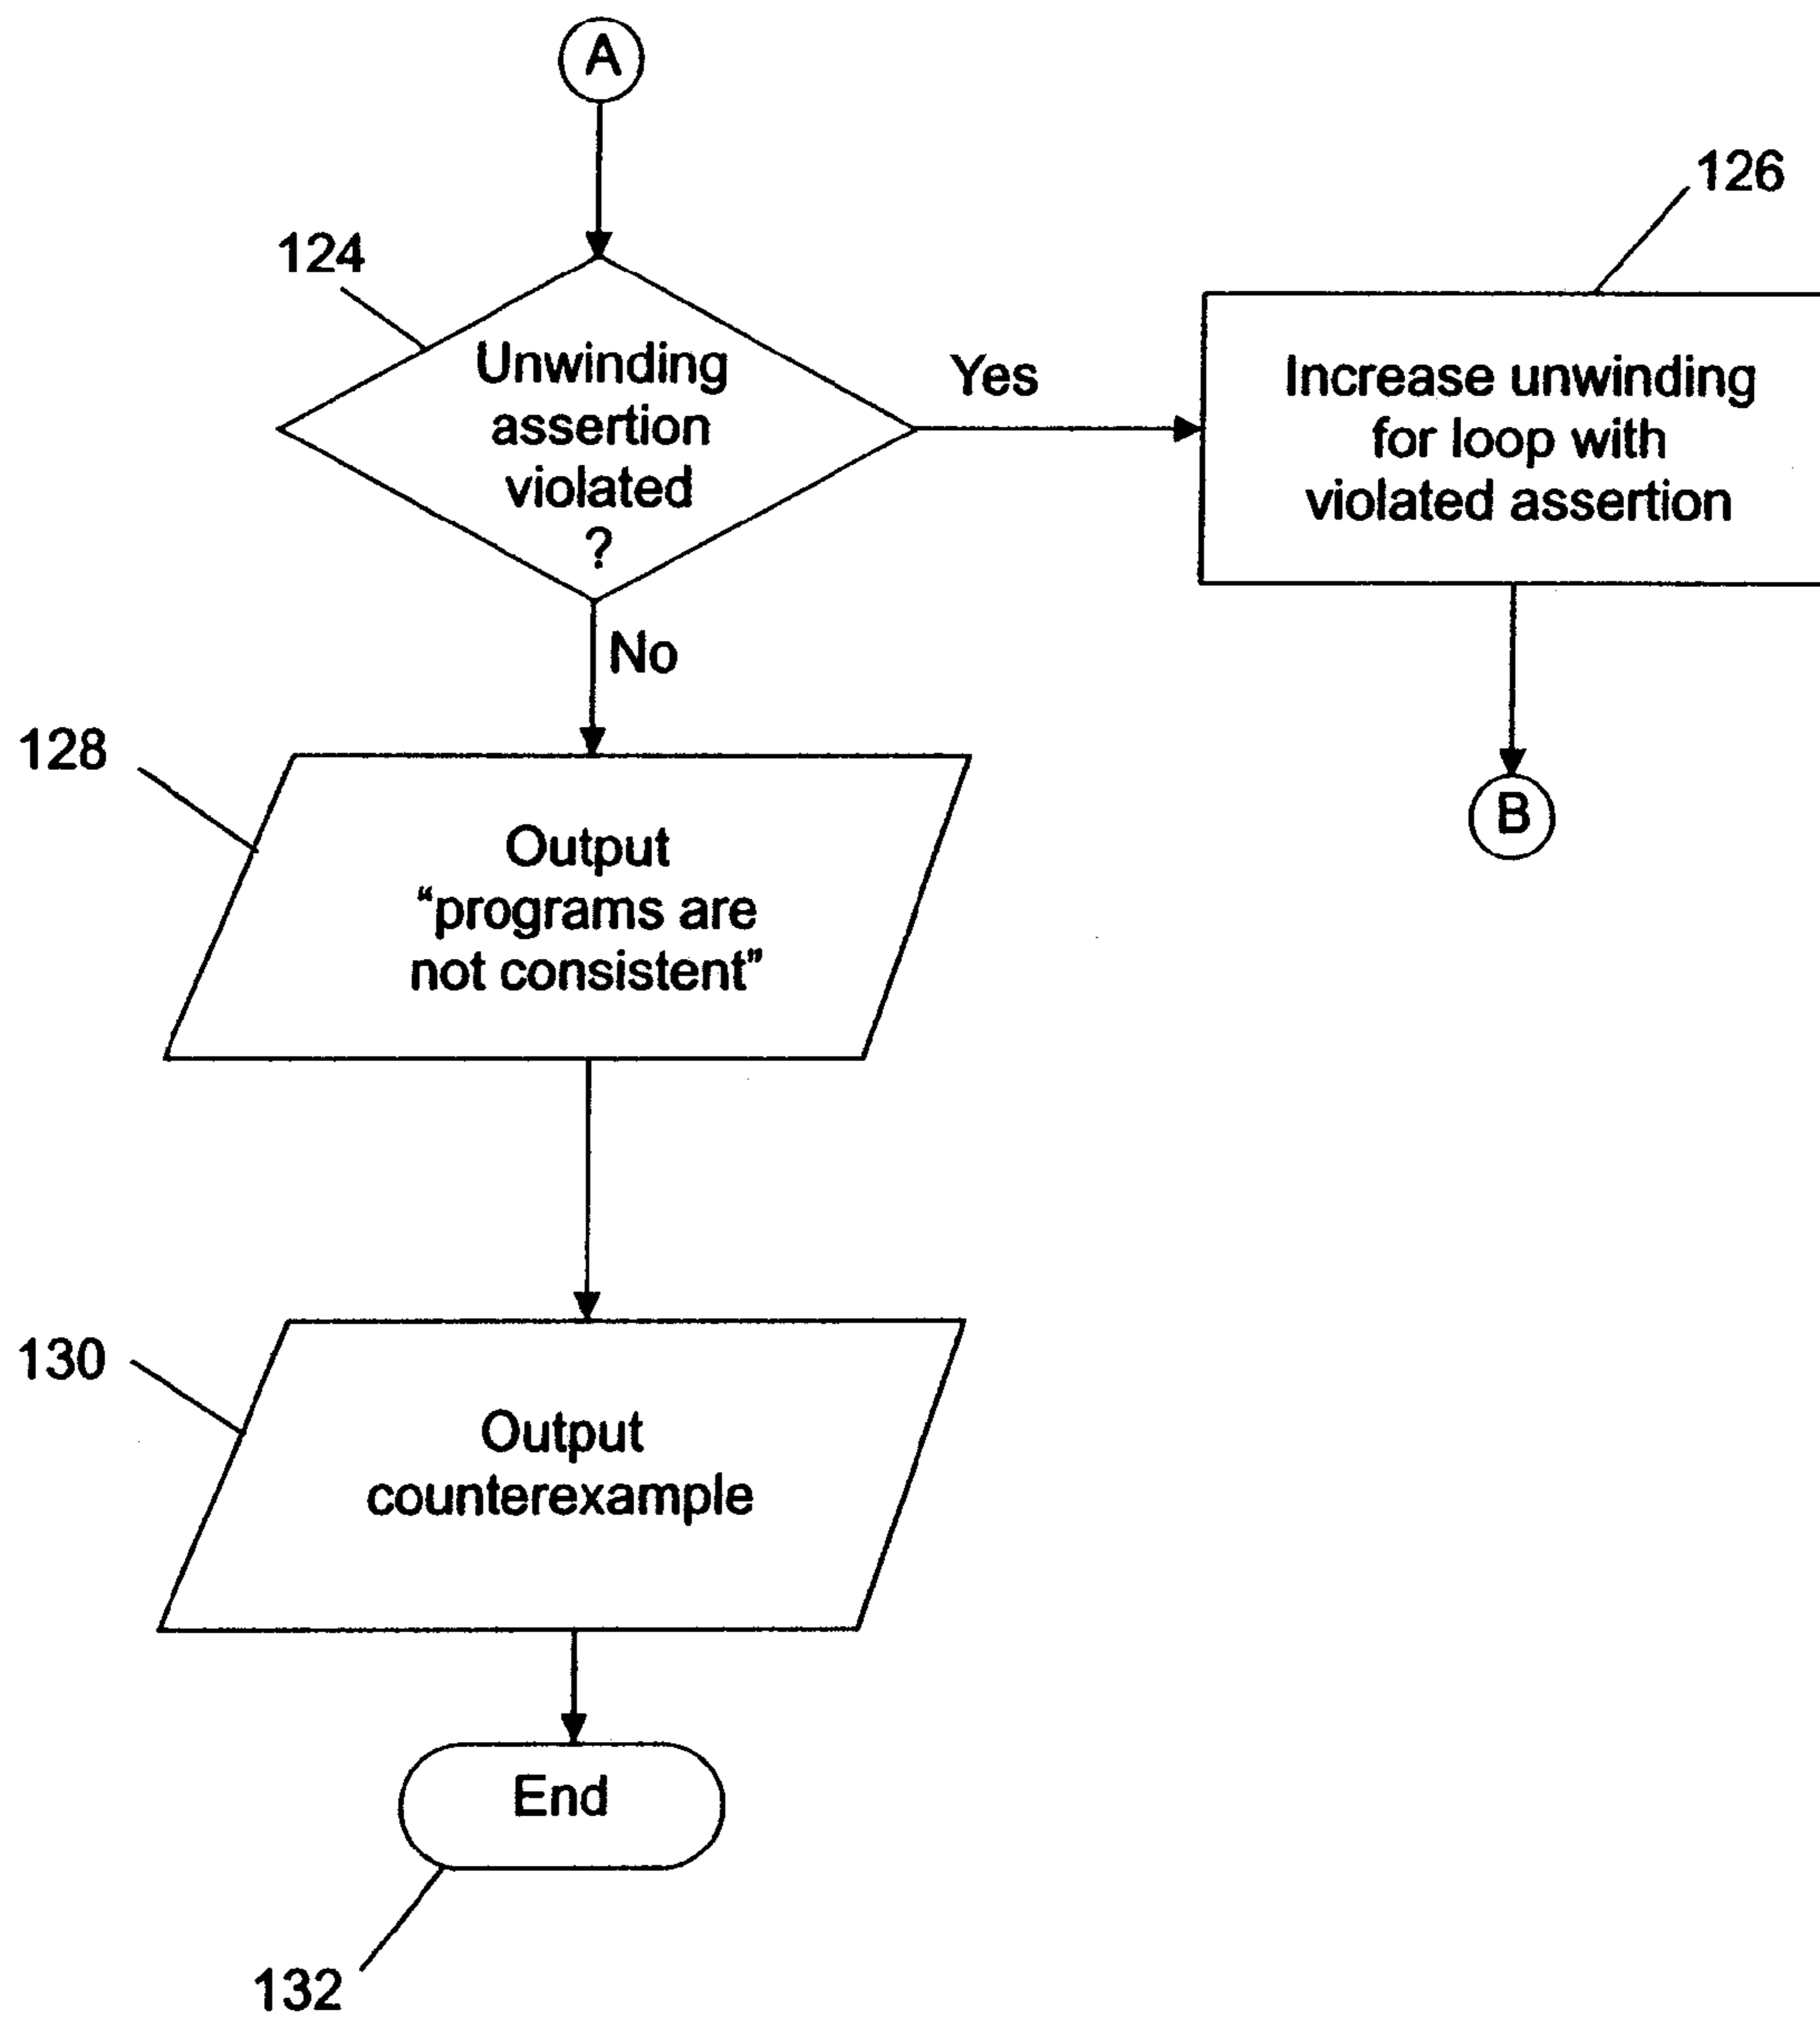 A
126
124
Unwinding
assertion
violated
?
Yes
Increase unwinding
for loop with
violated assertion
No
128
B
Output
“programs are
not consistent”
130
Output
counterexample
End
132